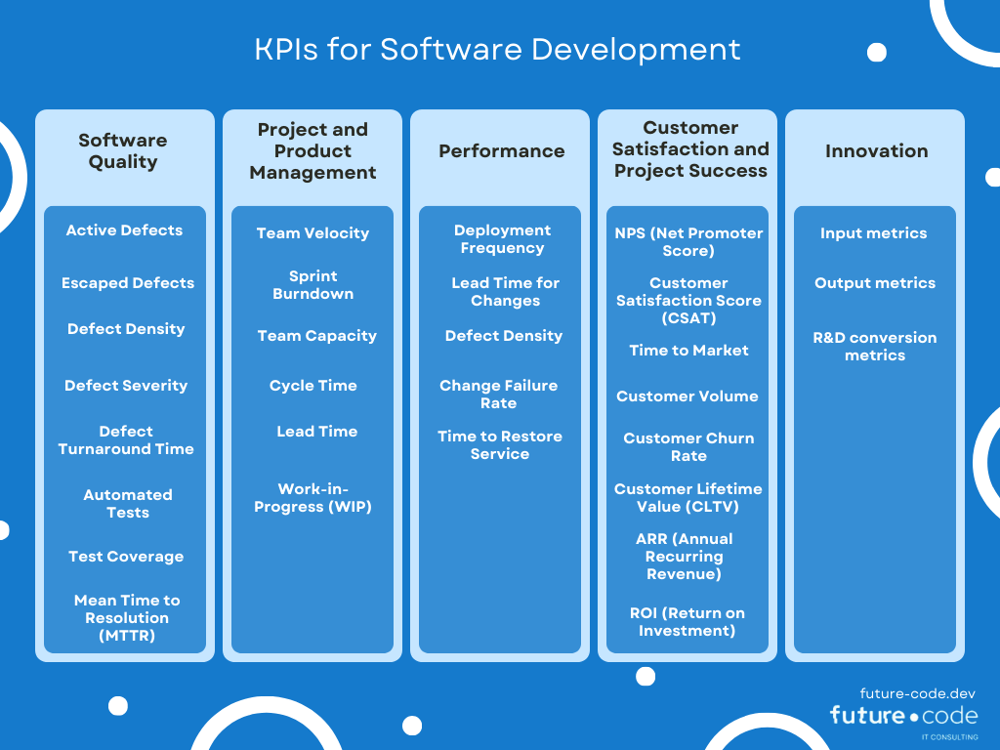 KPIs for Software Development
Software
Quality
Active Defects
Escaped Defects
Defect Density
Defect Severity
Defect
Turnaround Time
Automated
Tests
Test Coverage
Mean Time to
Resolution
(MTTR)
Project and
Product
Management
Team Velocity
Sprint
Burndown
Team Capacity
Cycle Time
Lead Time
Work-in-
Progress (WIP)
Performance
Deployment
Frequency
Lead Time for
Changes
Defect Density
Change Failure
Rate
Time to Restore
Service
Customer
Satisfaction and
Project Success
NPS (Net Promoter
Score)
Customer
Satisfaction Score
(CSAT)
Time to Market
Customer Volume
Customer Churn
Rate
Customer Lifetime
Value (CLTV)
ARR (Annual
Recurring
Revenue)
ROI (Return on
Investment)
Innovation
Input metrics
Output metrics
R&D conversion
metrics
future-code.dev
future•code
IT CONSULTING